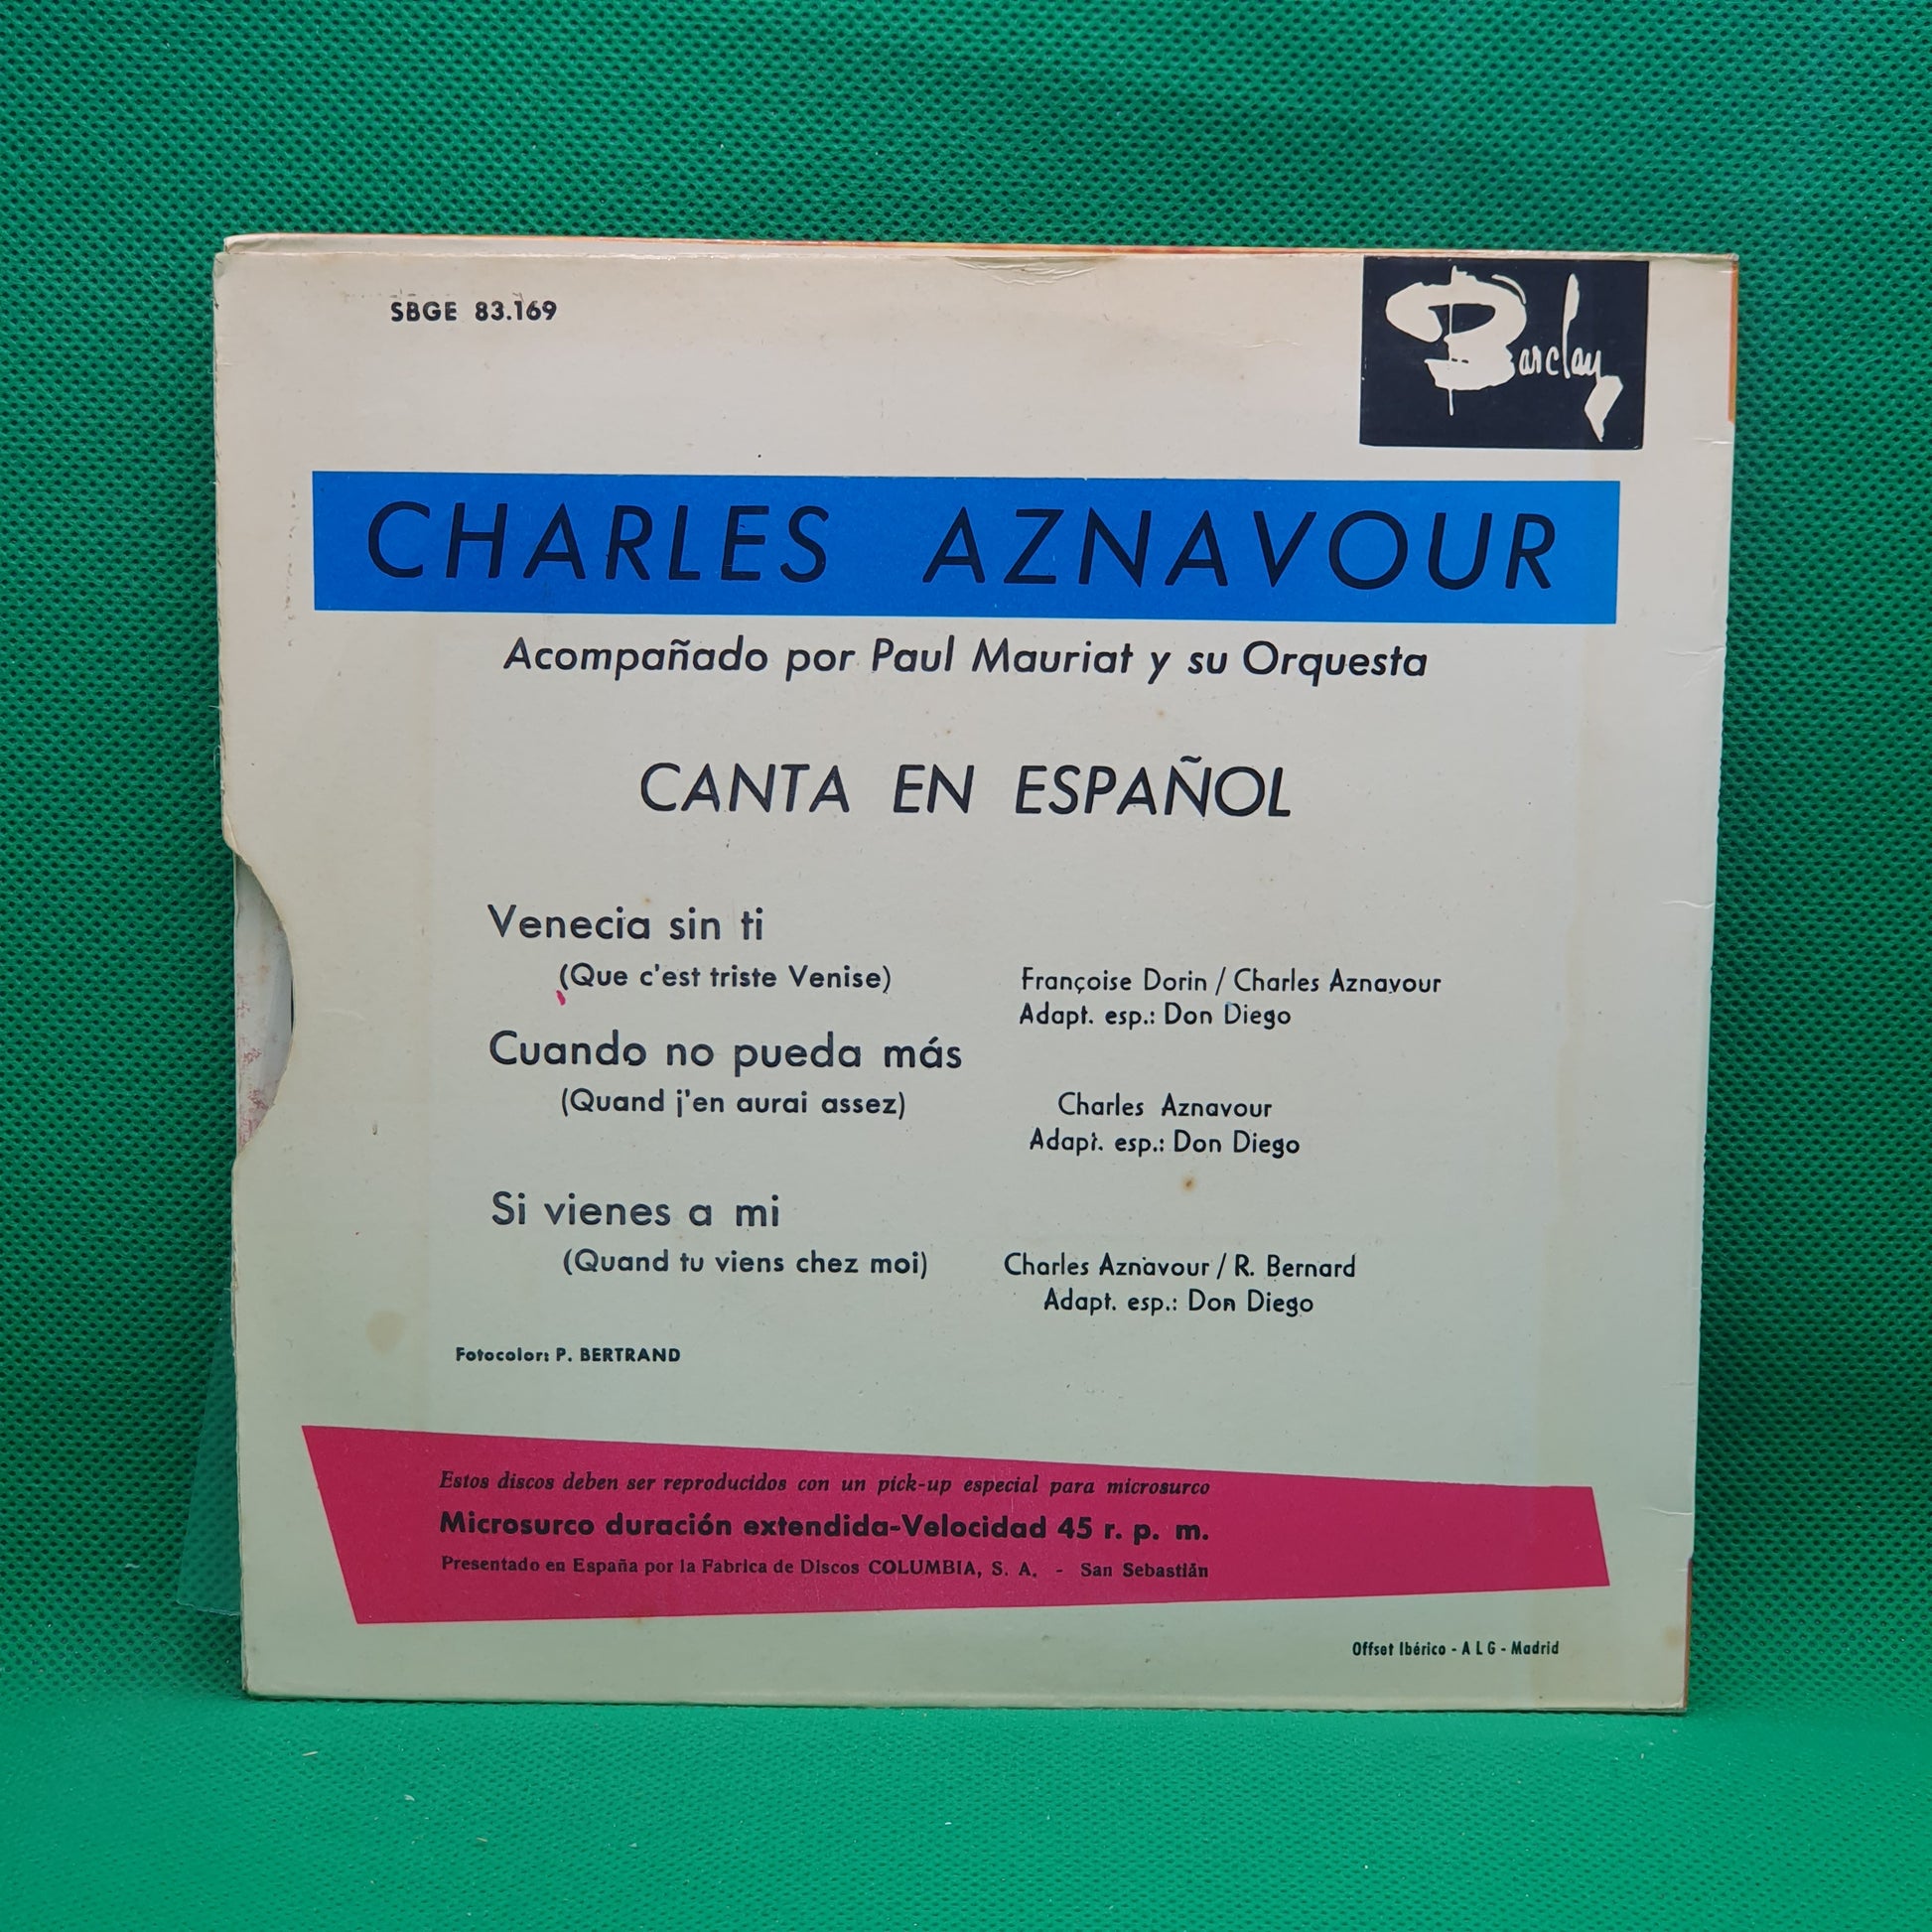 SBGE 83.169
Barclay
CHARLES AZNAVOUR
Acompañado por Paul Mauriat y su Orquesta
CANTA EN ESPAÑOL
Venecia sin ti
(Que c'est triste Venise) Françoise Dorin / Charles Aznavour
Adapt. esp.: Don Diego
Cuando no pueda más
(Quand j'en aurai assez) Charles Aznavour
Adapt. esp.: Don Diego
Si vienes a mi
(Quand tu viens chez moi) Charles Aznavour / R. Bernard
Adapt. esp.: Don Diego
Fotocolor: P. BERTRAND
Estos discos deben ser reproducidos con un pick-up especial para microsurco
Microsurco duración extendida-Velocidad 45 r. p. m.
Presentado en España por la Fabrica de Discos COLUMBIA, S. A. - San Sebastián
Offset Ibérico - A L G - Madrid